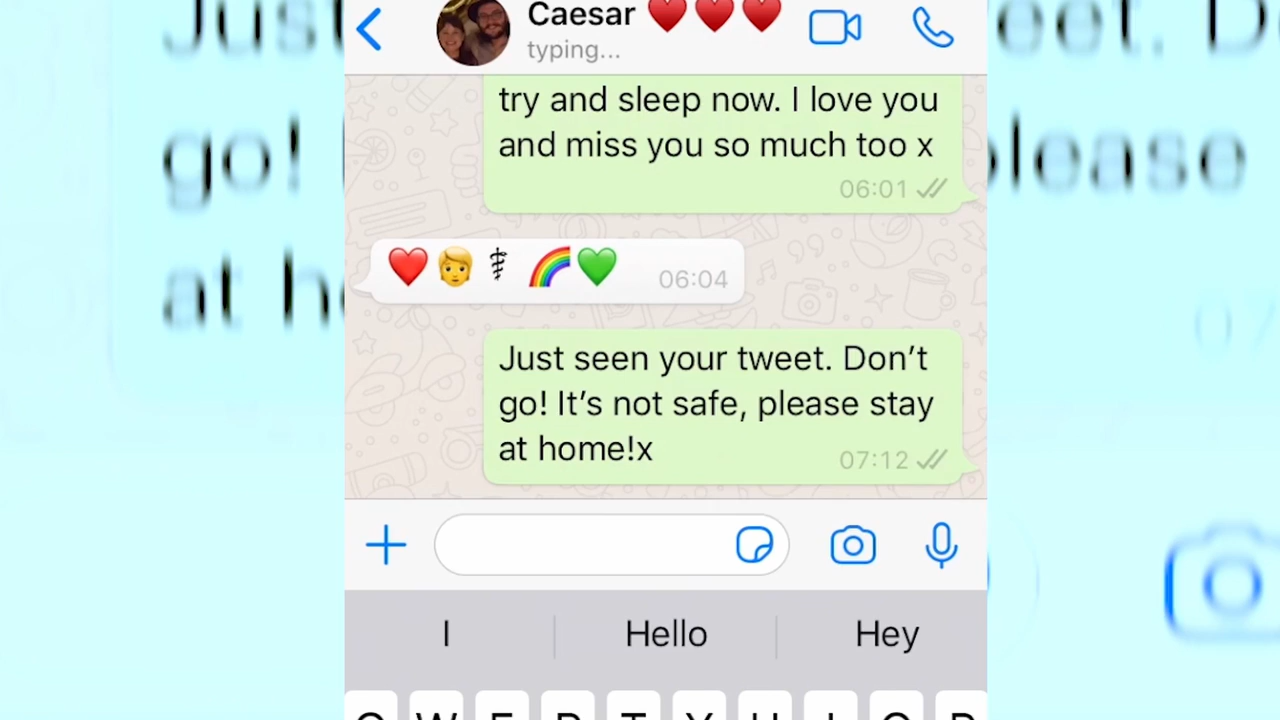 Caesar ❤️❤️❤️
typing...
try and sleep now. I love you
and miss you so much too x
06:01
❤️👱⚕🌈💚 06:04
Just seen your tweet. Don’t
go! It’s not safe, please stay
at home!x
07:12
I Hello Hey
Q W E R T Y U I O P